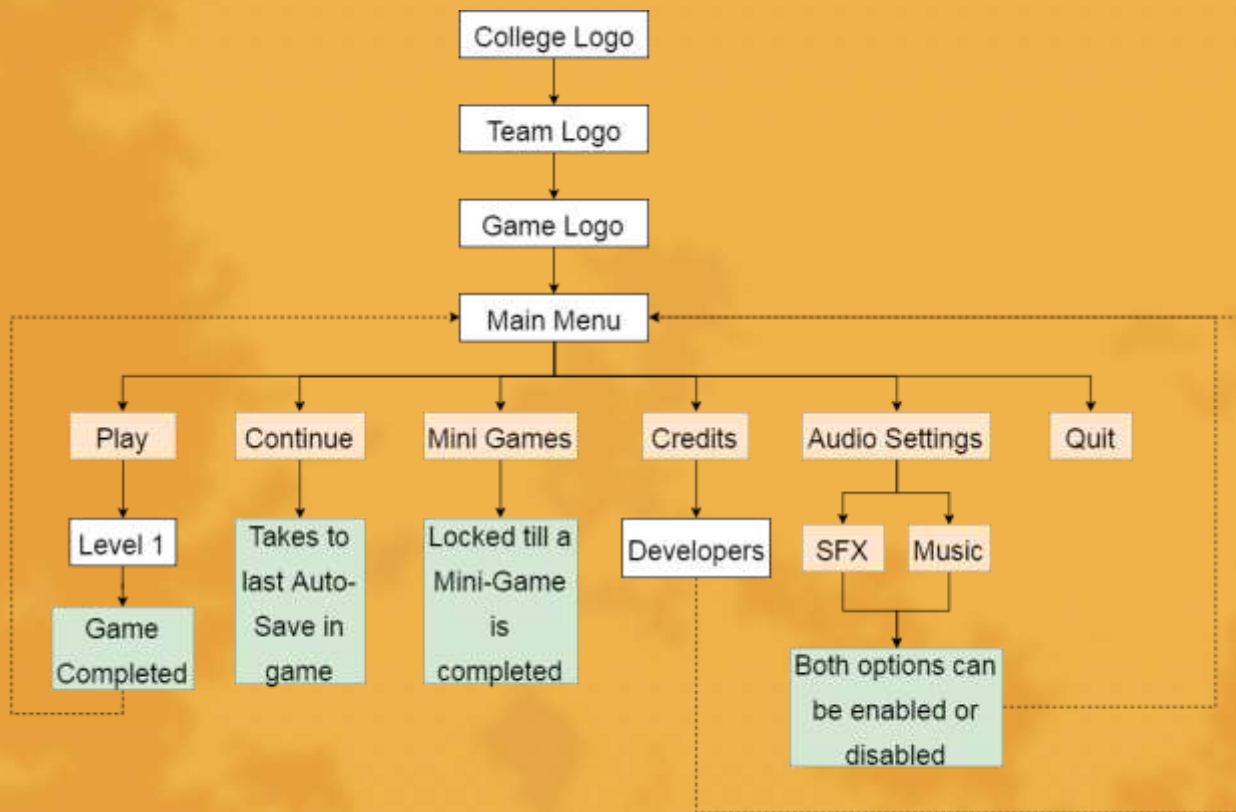 College Logo
Team Logo
Game Logo
Main Menu
Play
Continue
Mini Games
Credits
Audio Settings
Quit
Level 1
Takes to
last Auto-
Save in
game
Locked till a
Mini-Game
is
completed
Developers
SFX
Music
Game
Completed
Both options can
be enabled or
disabled